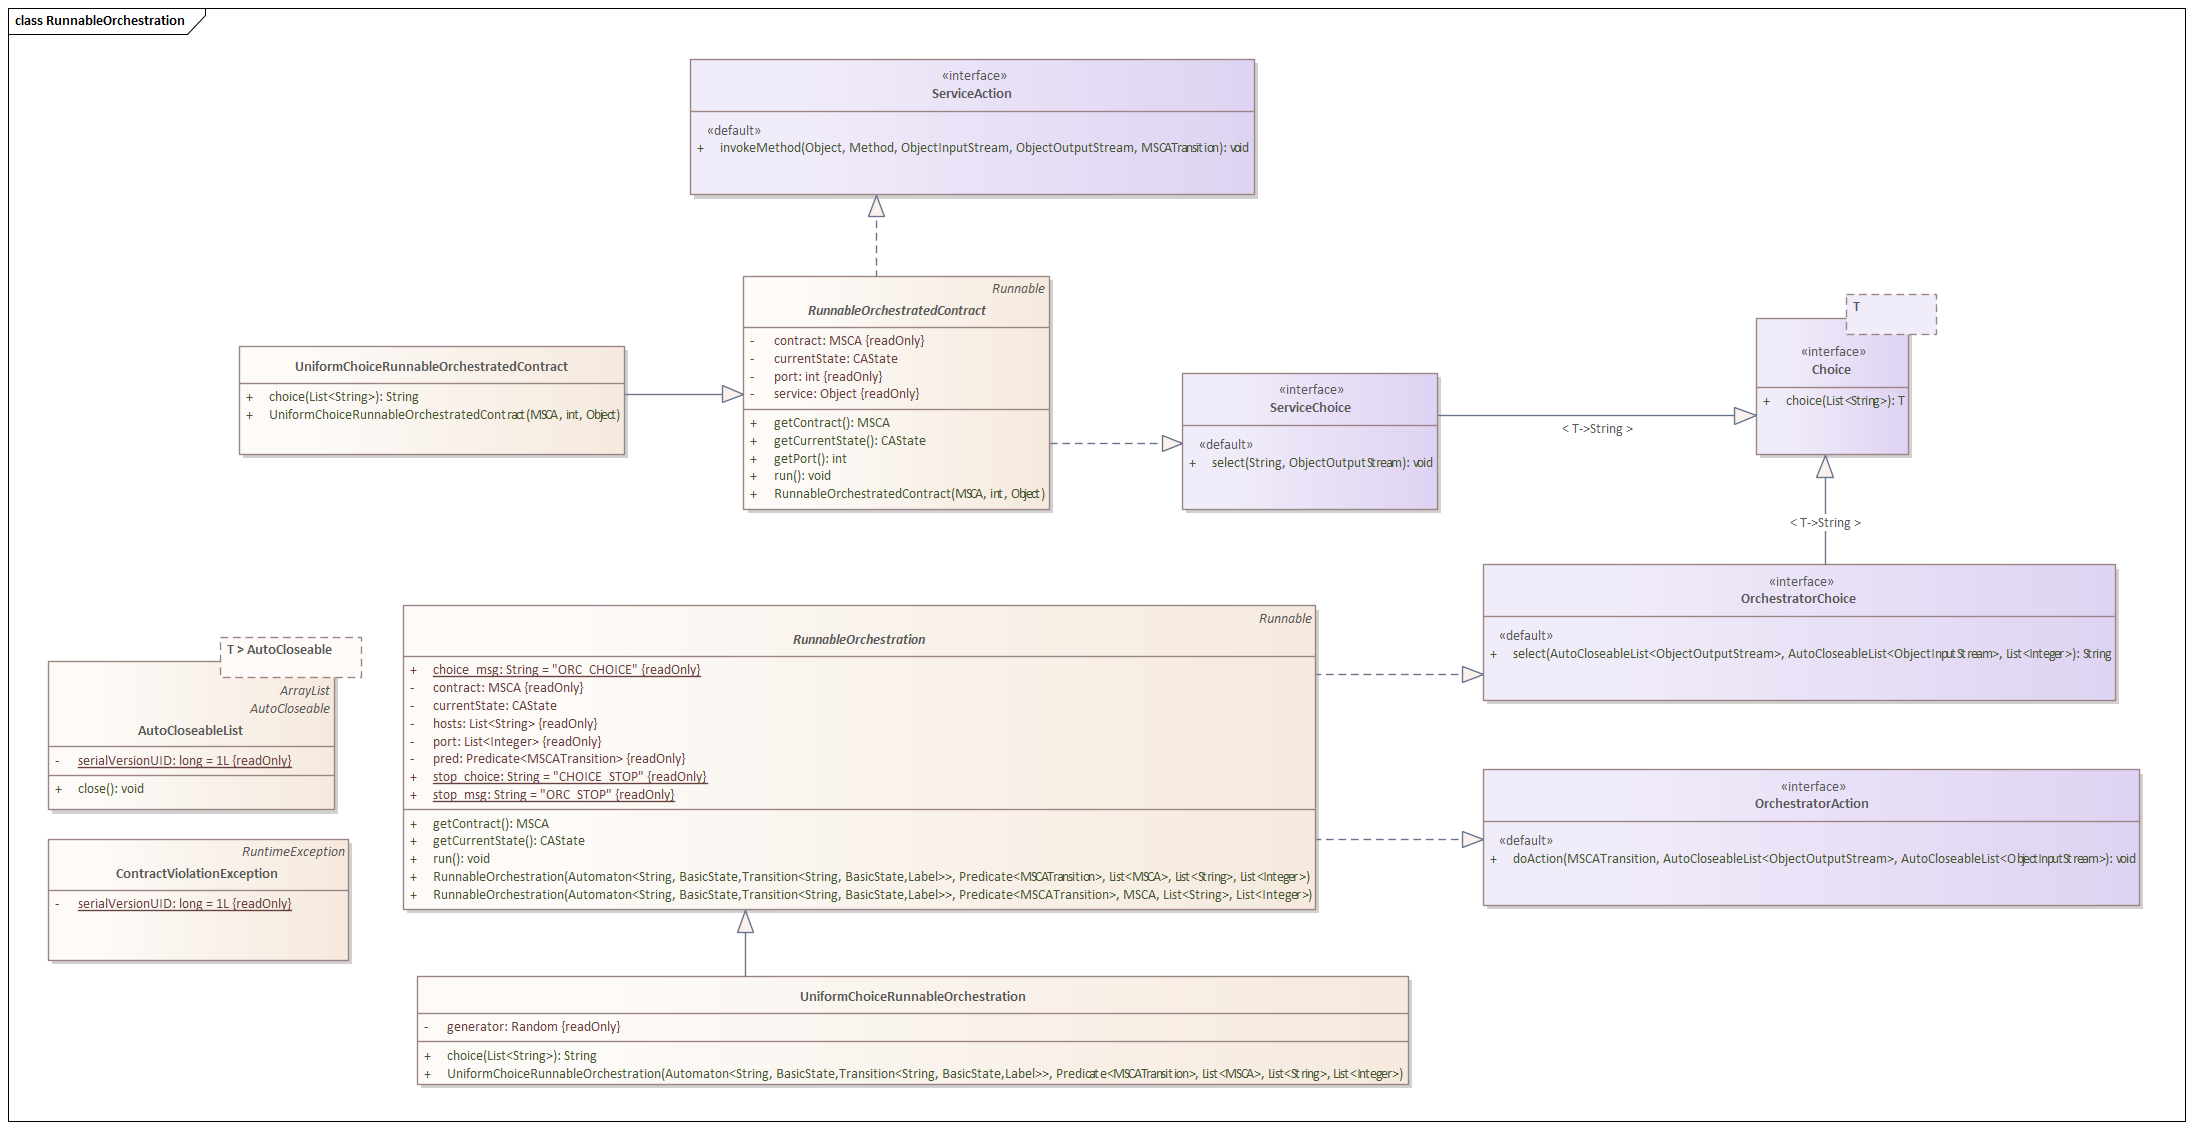 class RunnableOrchestration
«interface»
ServiceAction
«default»
+ invokeMethod(Object, Method, ObjectInputStream, ObjectOutputStream, MSCATransition): void
Runnable
RunnableOrchestratedContract
- contract: MSCA {readOnly}
- currentState: CAState
- port: int {readOnly}
- service: Object {readOnly}
+ getContract(): MSCA
+ getCurrentState(): CAState
+ getPort(): int
+ run(): void
+ RunnableOrchestratedContract(MSCA, int, Object)
UniformChoiceRunnableOrchestratedContract
+ choice(List<String>): String
+ UniformChoiceRunnableOrchestratedContract(MSCA, int, Object)
«interface»
ServiceChoice
«default»
+ select(String, ObjectOutputStream): void
< T->String >
T
«interface»
Choice
+ choice(List<String>): T
< T->String >
«interface»
OrchestratorChoice
«default»
+ select(AutoCloseableList<ObjectOutputStream>, AutoCloseableList<ObjectInputStream>, List<Integer>): String
T > AutoCloseable
ArrayList
AutoCloseable
AutoCloseableList
- serialVersionUID: long = 1L {readOnly}
+ close(): void
Runnable
RunnableOrchestration
+ choice_msg: String = "ORC_CHOICE" {readOnly}
- contract: MSCA {readOnly}
- currentState: CAState
- hosts: List<String> {readOnly}
- port: List<Integer> {readOnly}
- pred: Predicate<MSCATransition> {readOnly}
+ stop_choice: String = "CHOICE_STOP" {readOnly}
+ stop_msg: String = "ORC_STOP" {readOnly}
+ getContract(): MSCA
+ getCurrentState(): CAState
+ run(): void
+ RunnableOrchestration(Automaton<String, BasicState,Transition<String, BasicState,Label>>, Predicate<MSCATransition>, List<MSCA>, List<String>, List<Integer>)
+ RunnableOrchestration(Automaton<String, BasicState,Transition<String, BasicState,Label>>, Predicate<MSCATransition>, MSCA, List<String>, List<Integer>)
«interface»
OrchestratorAction
«default»
+ doAction(MSCATransition, AutoCloseableList<ObjectOutputStream>, AutoCloseableList<ObjectInputStream>): void
RuntimeException
ContractViolationException
- serialVersionUID: long = 1L {readOnly}
UniformChoiceRunnableOrchestration
- generator: Random {readOnly}
+ choice(List<String>): String
+ UniformChoiceRunnableOrchestration(Automaton<String, BasicState,Transition<String, BasicState,Label>>, Predicate<MSCATransition>, List<MSCA>, List<String>, List<Integer>)